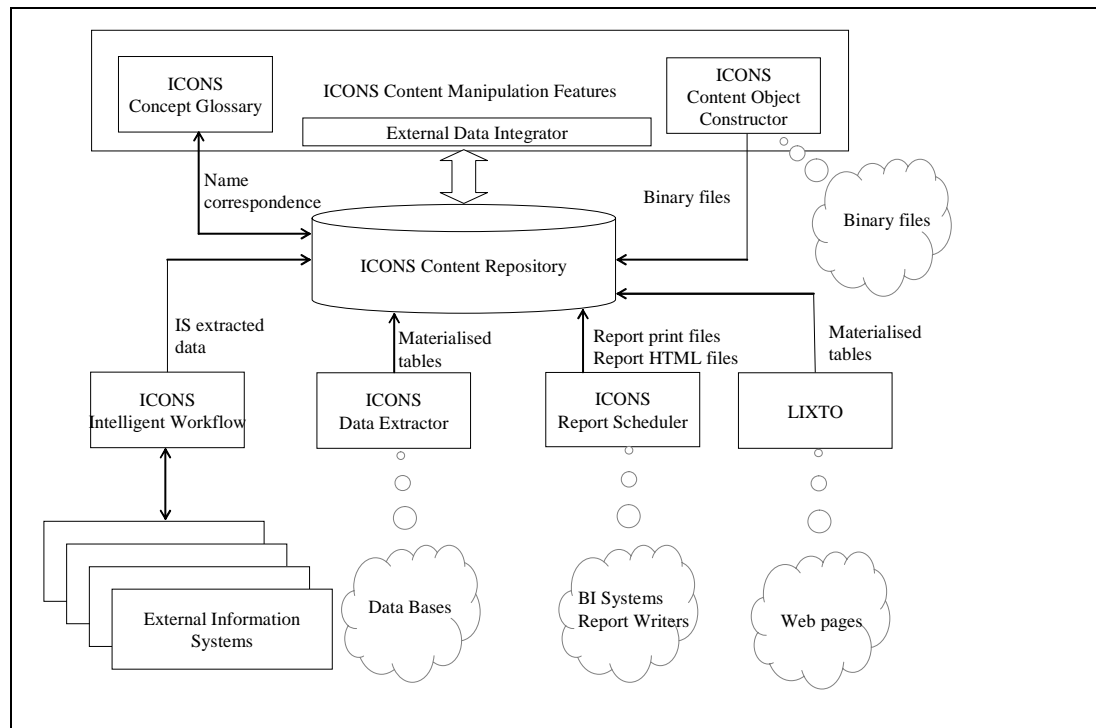 ICONS
Concept Glossary
ICONS Content Manipulation Features
External Data Integrator
ICONS
Content Object
Constructor
Name
correspondence
Binary files
Binary files
ICONS Content Repository
IS extracted
data
Materialised
tables
Report print files
Report HTML files
Materialised
tables
ICONS
Intelligent Workflow
ICONS
Data Extractor
ICONS
Report Scheduler
LIXTO
External Information
Systems
Data Bases
BI Systems
Report Writers
Web pages